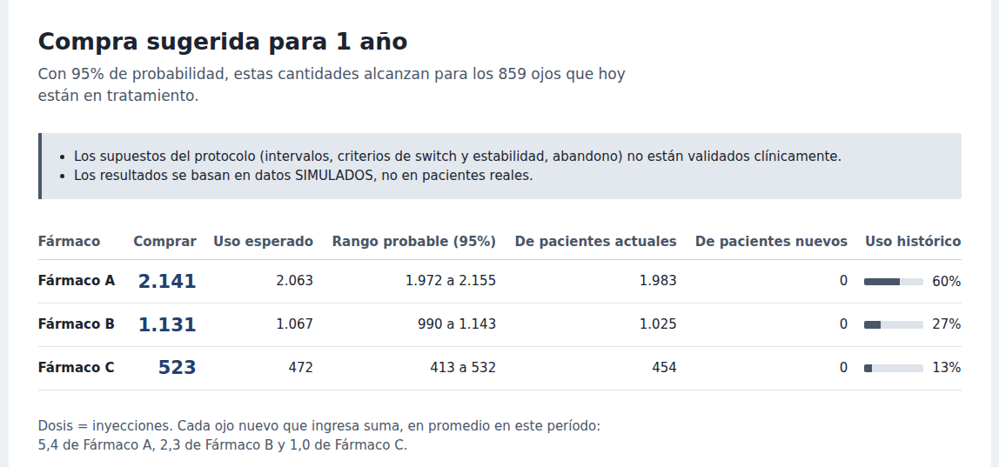 Compra sugerida para 1 año
Con 95% de probabilidad, estas cantidades alcanzan para los 859 ojos que hoy
están en tratamiento.
• Los supuestos del protocolo (intervalos, criterios de switch y estabilidad, abandono) no están validados clínicamente.
• Los resultados se basan en datos SIMULADOS, no en pacientes reales.
Fármaco Comprar Uso esperado Rango probable (95%) De pacientes actuales De pacientes nuevos Uso histórico
Fármaco A 2.141 2.063 1.972 a 2.155 1.983 0 60%
Fármaco B 1.131 1.067 990 a 1.143 1.025 0 27%
Fármaco C 523 472 413 a 532 454 0 13%
Dosis = inyecciones. Cada ojo nuevo que ingresa suma, en promedio en este período:
5,4 de Fármaco A, 2,3 de Fármaco B y 1,0 de Fármaco C.